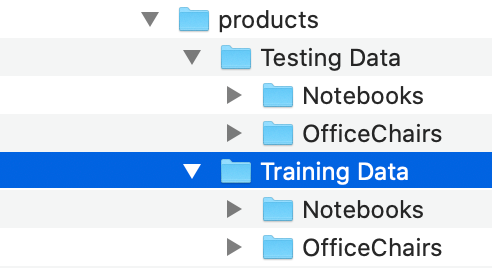 products
Testing Data
Notebooks
OfficeChairs
Training Data
Notebooks
OfficeChairs